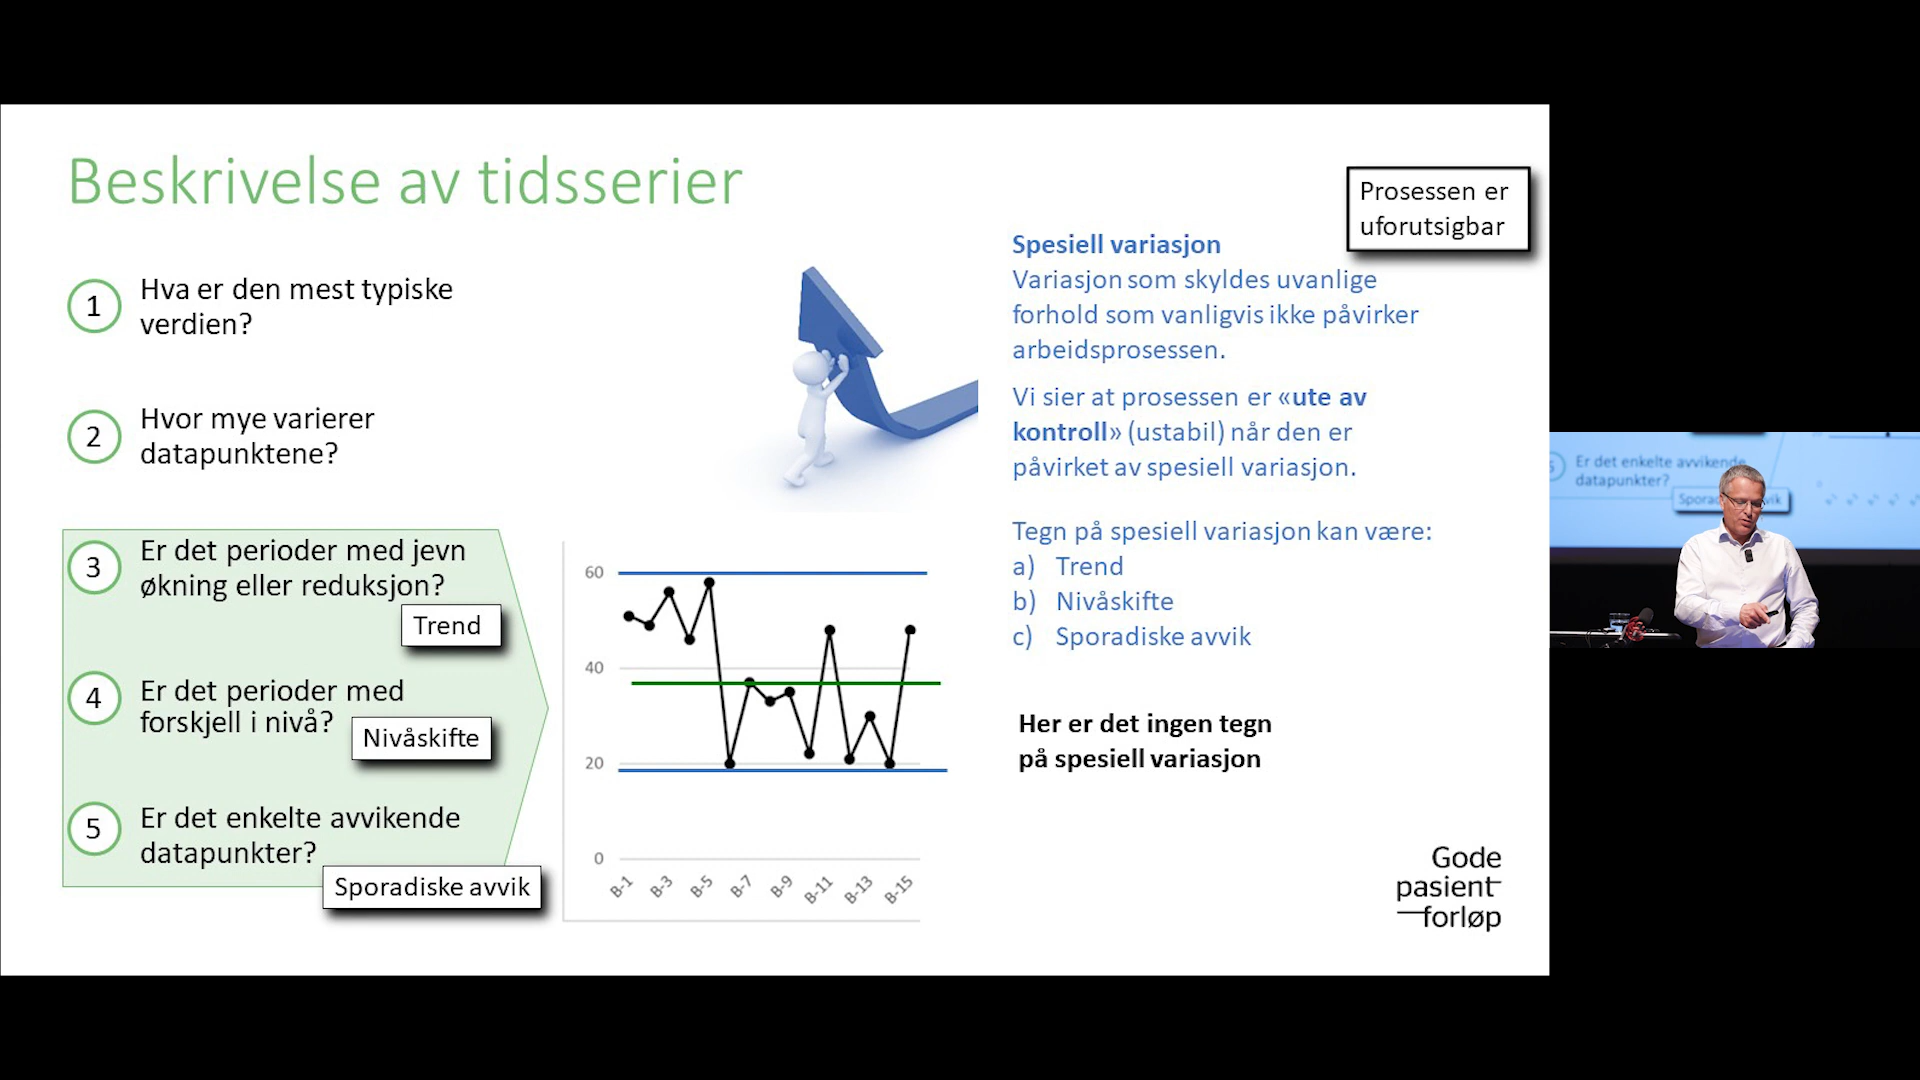 Beskrivelse av tidsserier
1
Hva er den mest typiske
verdien?
2
Hvor mye varierer
datapunktene?
3
Er det perioder med jevn
økning eller reduksjon?
Trend
4
Er det perioder med
forskjell i nivå?
Nivåskifte
5
Er det enkelte avvikende
datapunkter?
Sporadiske avvik
60
40
20
0
B-1
B-3
B-5
B-7
B-9
B-11
B-13
B-15
Prosessen er
uforutsigbar
Spesiell variasjon
Variasjon som skyldes uvanlige
forhold som vanligvis ikke påvirker
arbeidsprosessen.
Vi sier at prosessen er «ute av
kontroll» (ustabil) når den er
påvirket av spesiell variasjon.
Tegn på spesiell variasjon kan være:
a) Trend
b) Nivåskifte
c) Sporadiske avvik
Her er det ingen tegn
på spesiell variasjon
Gode
pasient
forløp
Er det enkelte avvikende
datapunkter?